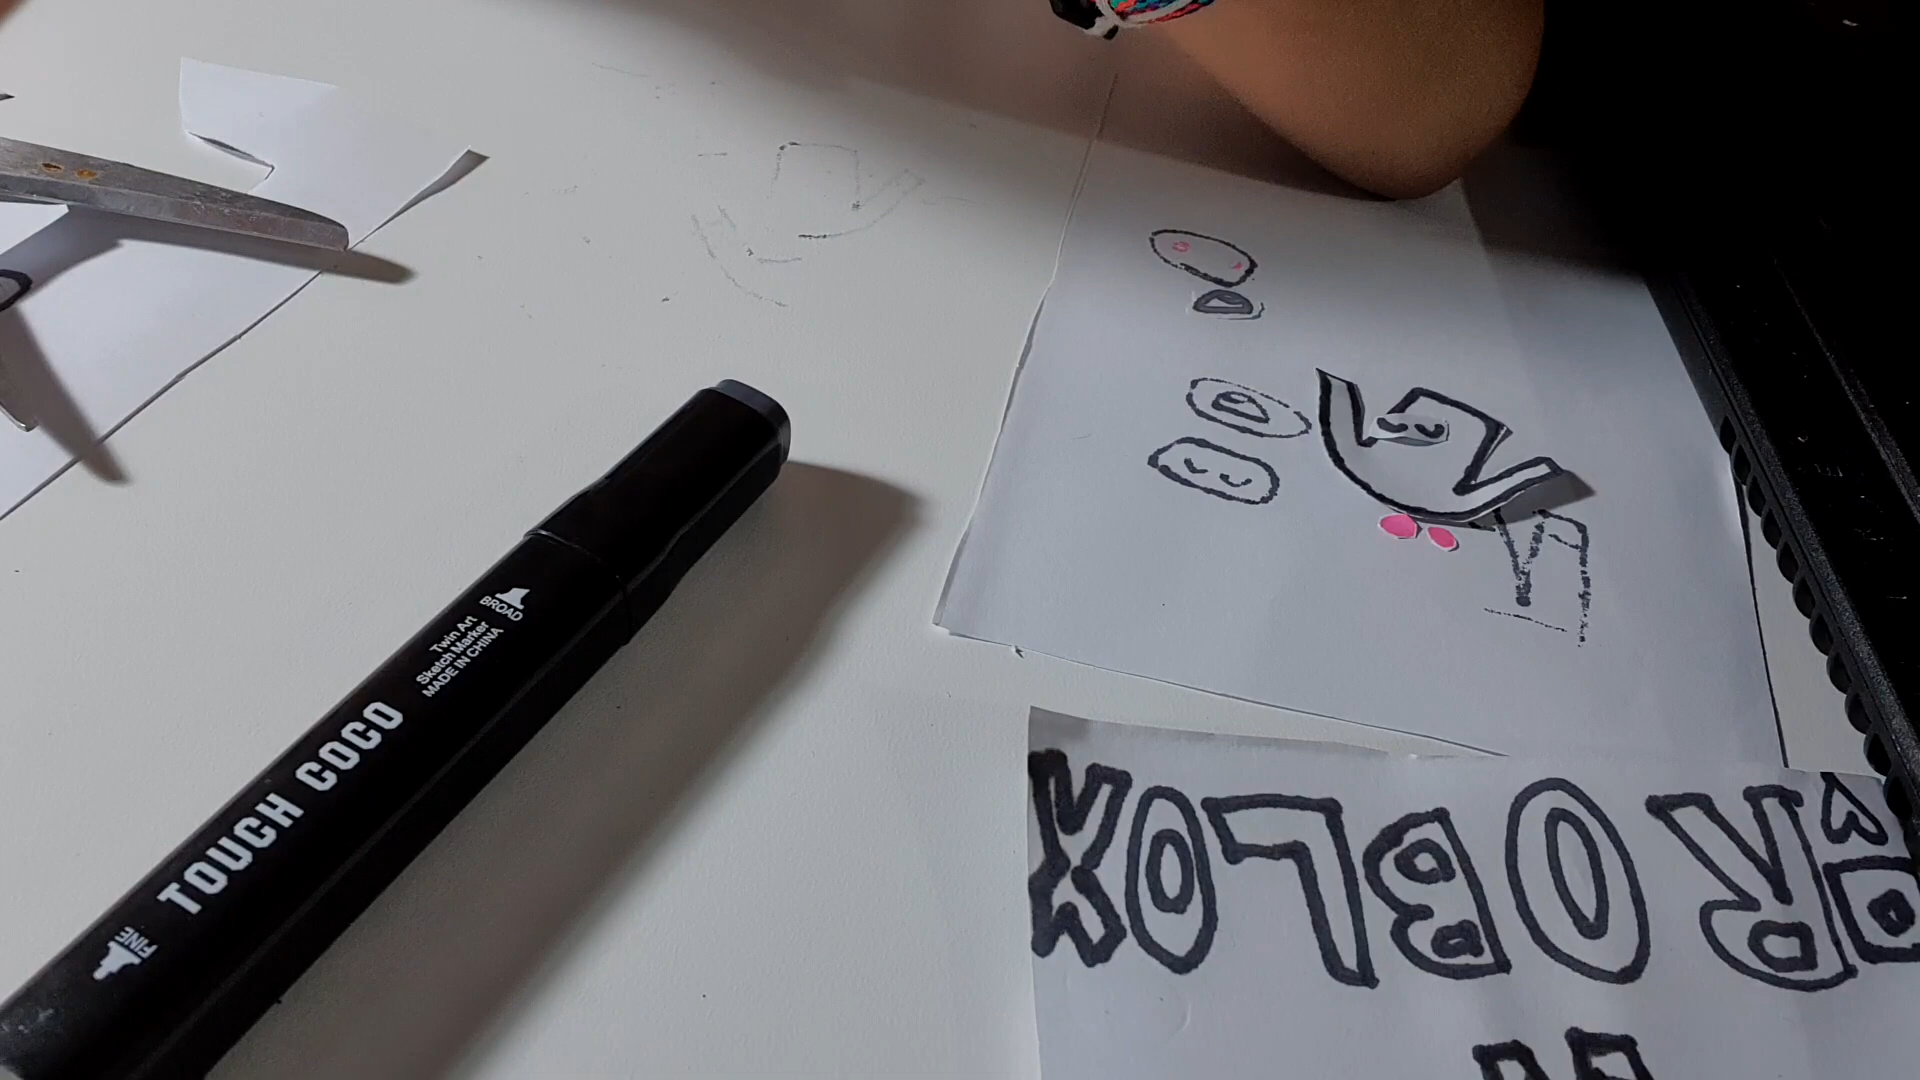 BROAD
Twin Art
Sketch Marker
MADE IN CHINA
TOUCH COCO
FINE
ROBLOX